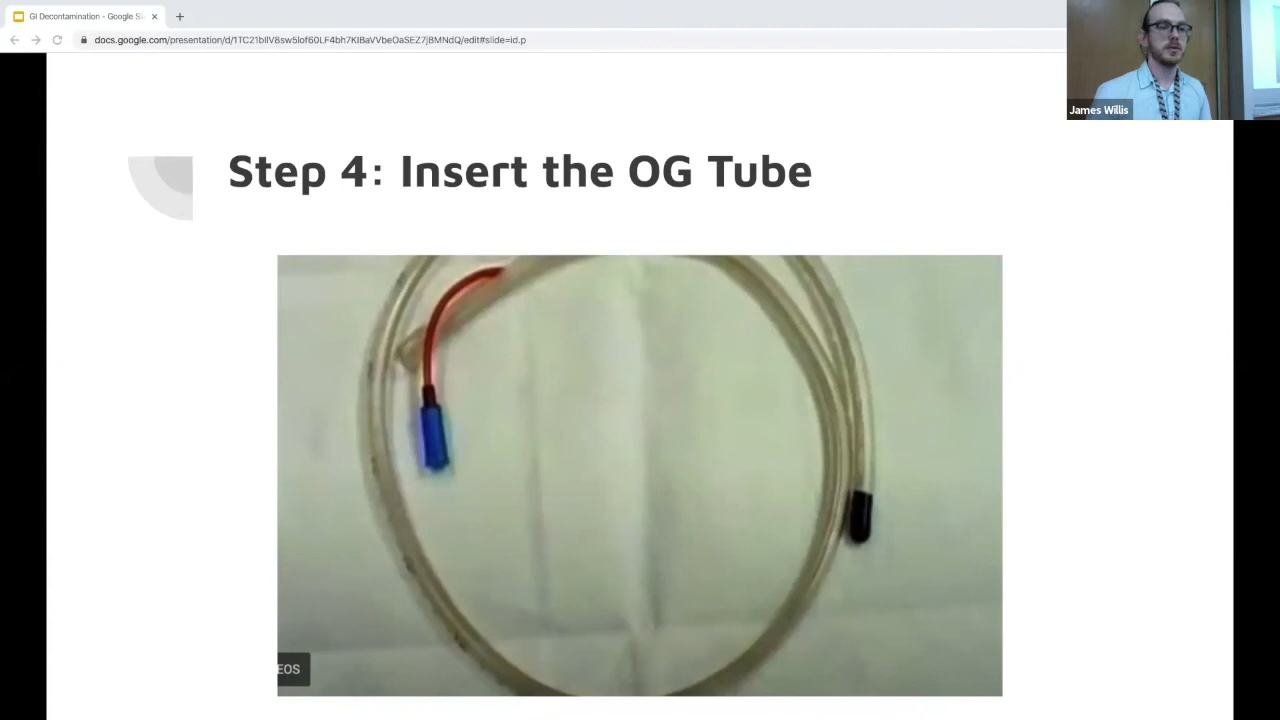 GI Decontamination - Google Sl
docs.google.com/presentation/d/1TC21bIIV8sw5lof60LF4bh7KIBaVVbeOaSEZ7jBMNdQ/edit#slide=id.p
James Willis
Step 4: Insert the OG Tube
EOS